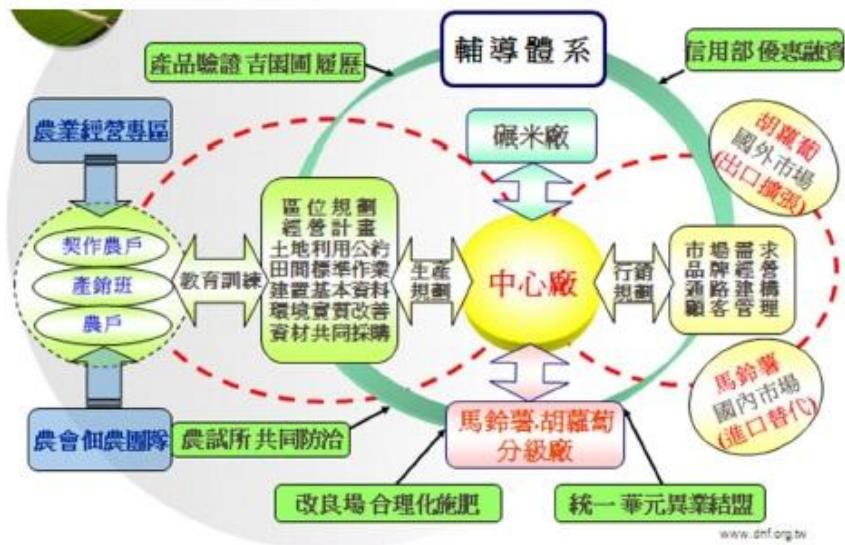 輔導體系
產品驗證吉園圃履歷
信用部優惠融資
農業經營專區
碾米廠
胡蘿蔔
國外市場
(出口擴張)
契作農戶
產銷班
農戶
教育訓練
區位規劃
經營計畫
土地利用公約
田間標準作業
建置基本資料
環境實質改善
資材共同採購
生產
規劃
中心廠
行銷
規劃
市場需求
品牌經營
通路建構
顧客管理
馬鈴薯
國內市場
(進口替代)
農會佃農團隊
農試所共同防治
馬鈴薯.胡蘿蔔
分級廠
改良場合理化施肥
統一 華元異業結盟
www.dnf.org.tw